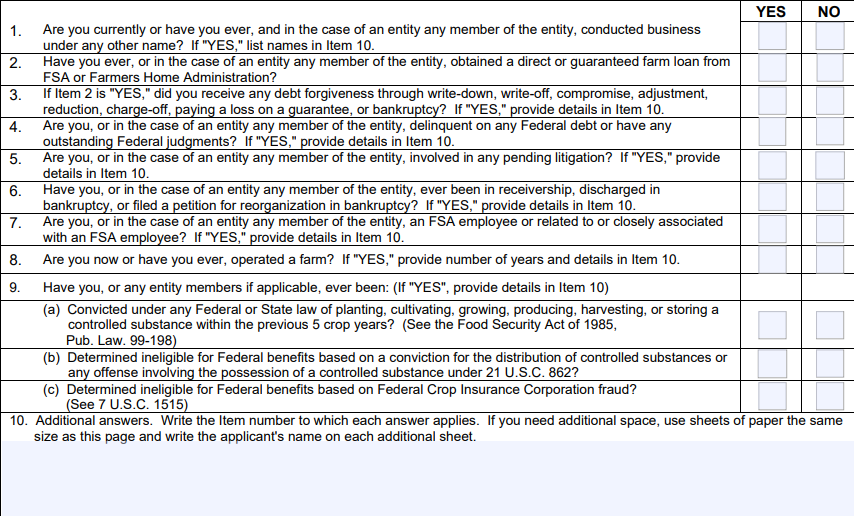 YES NO
1. Are you currently or have you ever, and in the case of an entity any member of the entity, conducted business
under any other name? If "YES," list names in Item 10.
2. Have you ever, or in the case of an entity any member of the entity, obtained a direct or guaranteed farm loan from
FSA or Farmers Home Administration?
3. If Item 2 is "YES," did you receive any debt forgiveness through write-down, write-off, compromise, adjustment,
reduction, charge-off, paying a loss on a guarantee, or bankruptcy? If "YES," provide details in Item 10.
4. Are you, or in the case of an entity any member of the entity, delinquent on any Federal debt or have any
outstanding Federal judgments? If "YES," provide details in Item 10.
5. Are you, or in the case of an entity any member of the entity, involved in any pending litigation? If "YES," provide
details in Item 10.
6. Have you, or in the case of an entity any member of the entity, ever been in receivership, discharged in
bankruptcy, or filed a petition for reorganization in bankruptcy? If "YES," provide details in Item 10.
7. Are you, or in the case of an entity any member of the entity, an FSA employee or related to or closely associated
with an FSA employee? If "YES," provide details in Item 10.
8. Are you now or have you ever, operated a farm? If "YES," provide number of years and details in Item 10.
9. Have you, or any entity members if applicable, ever been: (If "YES", provide details in Item 10)
(a) Convicted under any Federal or State law of planting, cultivating, growing, producing, harvesting, or storing a
controlled substance within the previous 5 crop years? (See the Food Security Act of 1985,
Pub. Law. 99-198)
(b) Determined ineligible for Federal benefits based on a conviction for the distribution of controlled substances or
any offense involving the possession of a controlled substance under 21 U.S.C. 862?
(c) Determined ineligible for Federal benefits based on Federal Crop Insurance Corporation fraud?
(See 7 U.S.C. 1515)
10. Additional answers. Write the Item number to which each answer applies. If you need additional space, use sheets of paper the same
size as this page and write the applicant's name on each additional sheet.